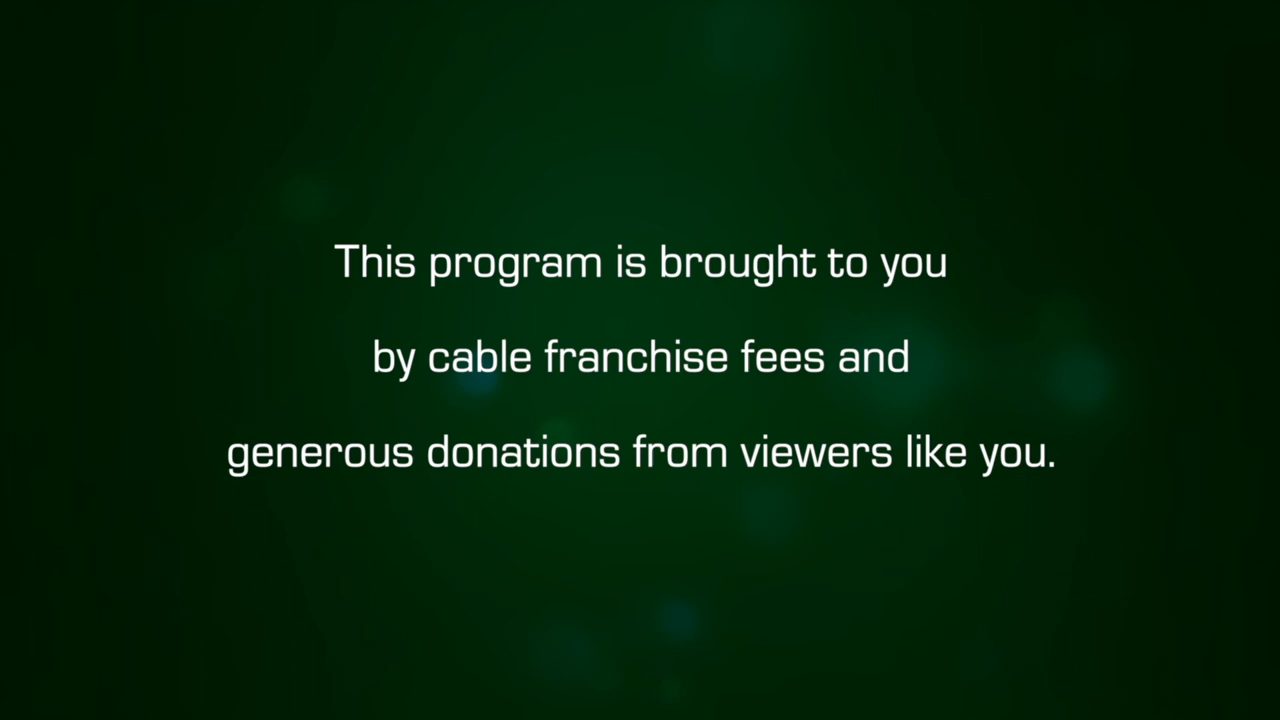 This program is brought to you
by cable franchise fees and
generous donations from viewers like you.